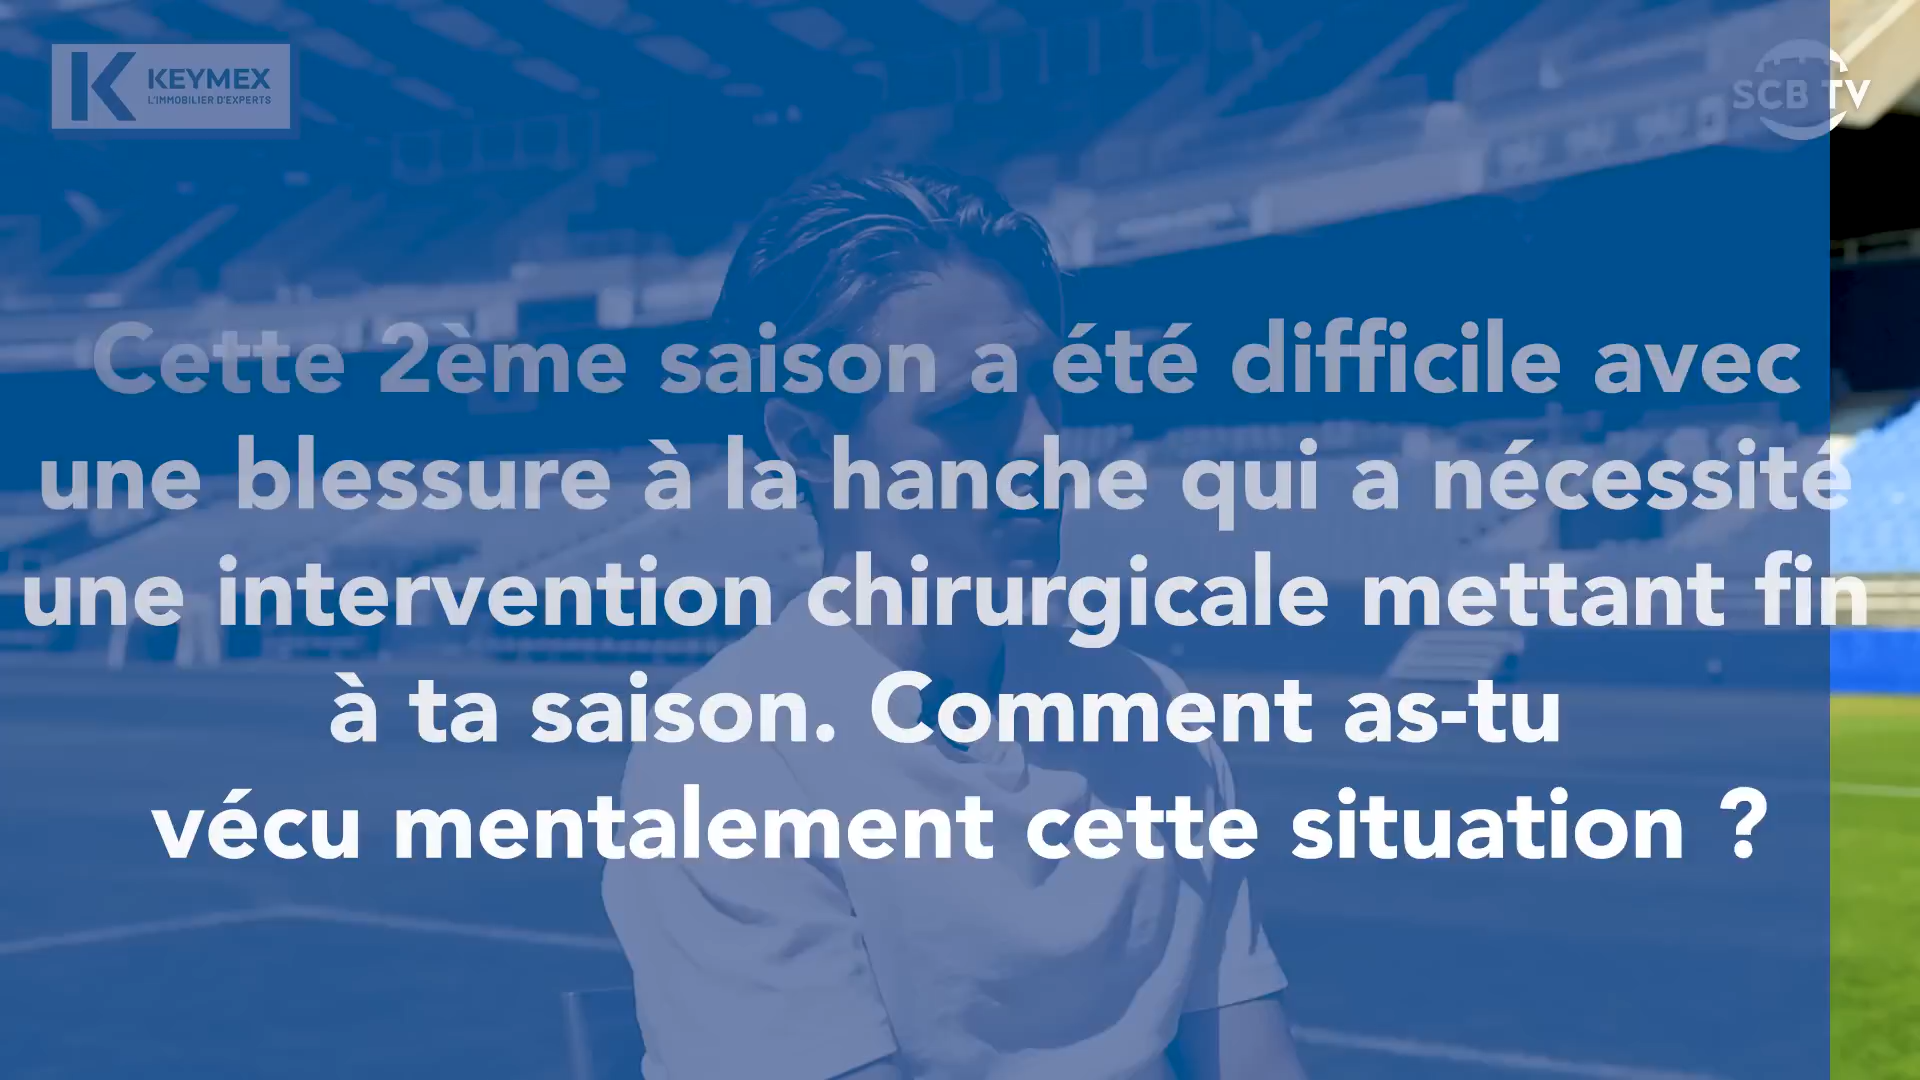 KEYMEX
L'IMMOBILIER D'EXPERTS
SCB TV
Cette 2ème saison a été difficile avec
une blessure à la hanche qui a nécessité
une intervention chirurgicale mettant fin
à ta saison. Comment as-tu
vécu mentalement cette situation ?